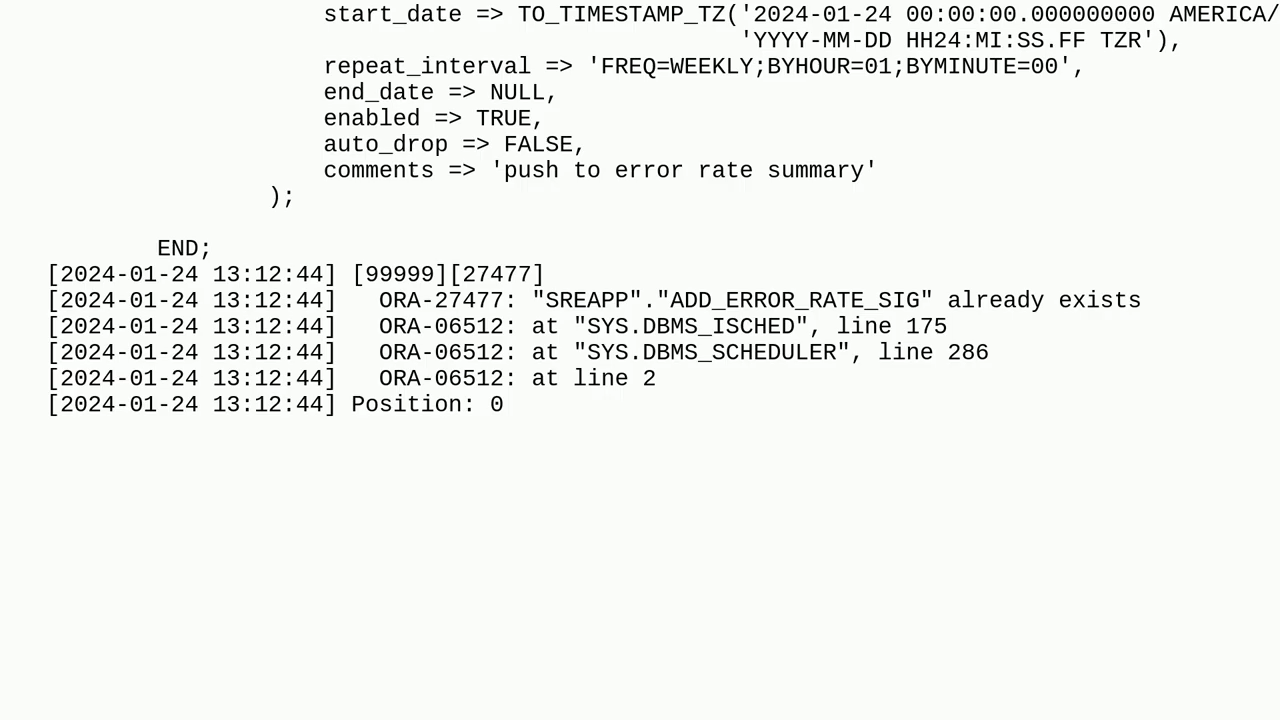 start_date => TO_TIMESTAMP_TZ('2024-01-24 00:00:00.000000000 AMERICA/
'YYYY-MM-DD HH24:MI:SS.FF TZR'),
repeat_interval => 'FREQ=WEEKLY;BYHOUR=01;BYMINUTE=00',
end_date => NULL,
enabled => TRUE,
auto_drop => FALSE,
comments => 'push to error rate summary'
);
END;
[2024-01-24 13:12:44] [99999][27477]
[2024-01-24 13:12:44]   ORA-27477: "SREAPP"."ADD_ERROR_RATE_SIG" already exists
[2024-01-24 13:12:44]   ORA-06512: at "SYS.DBMS_ISCHED", line 175
[2024-01-24 13:12:44]   ORA-06512: at "SYS.DBMS_SCHEDULER", line 286
[2024-01-24 13:12:44]   ORA-06512: at line 2
[2024-01-24 13:12:44] Position: 0